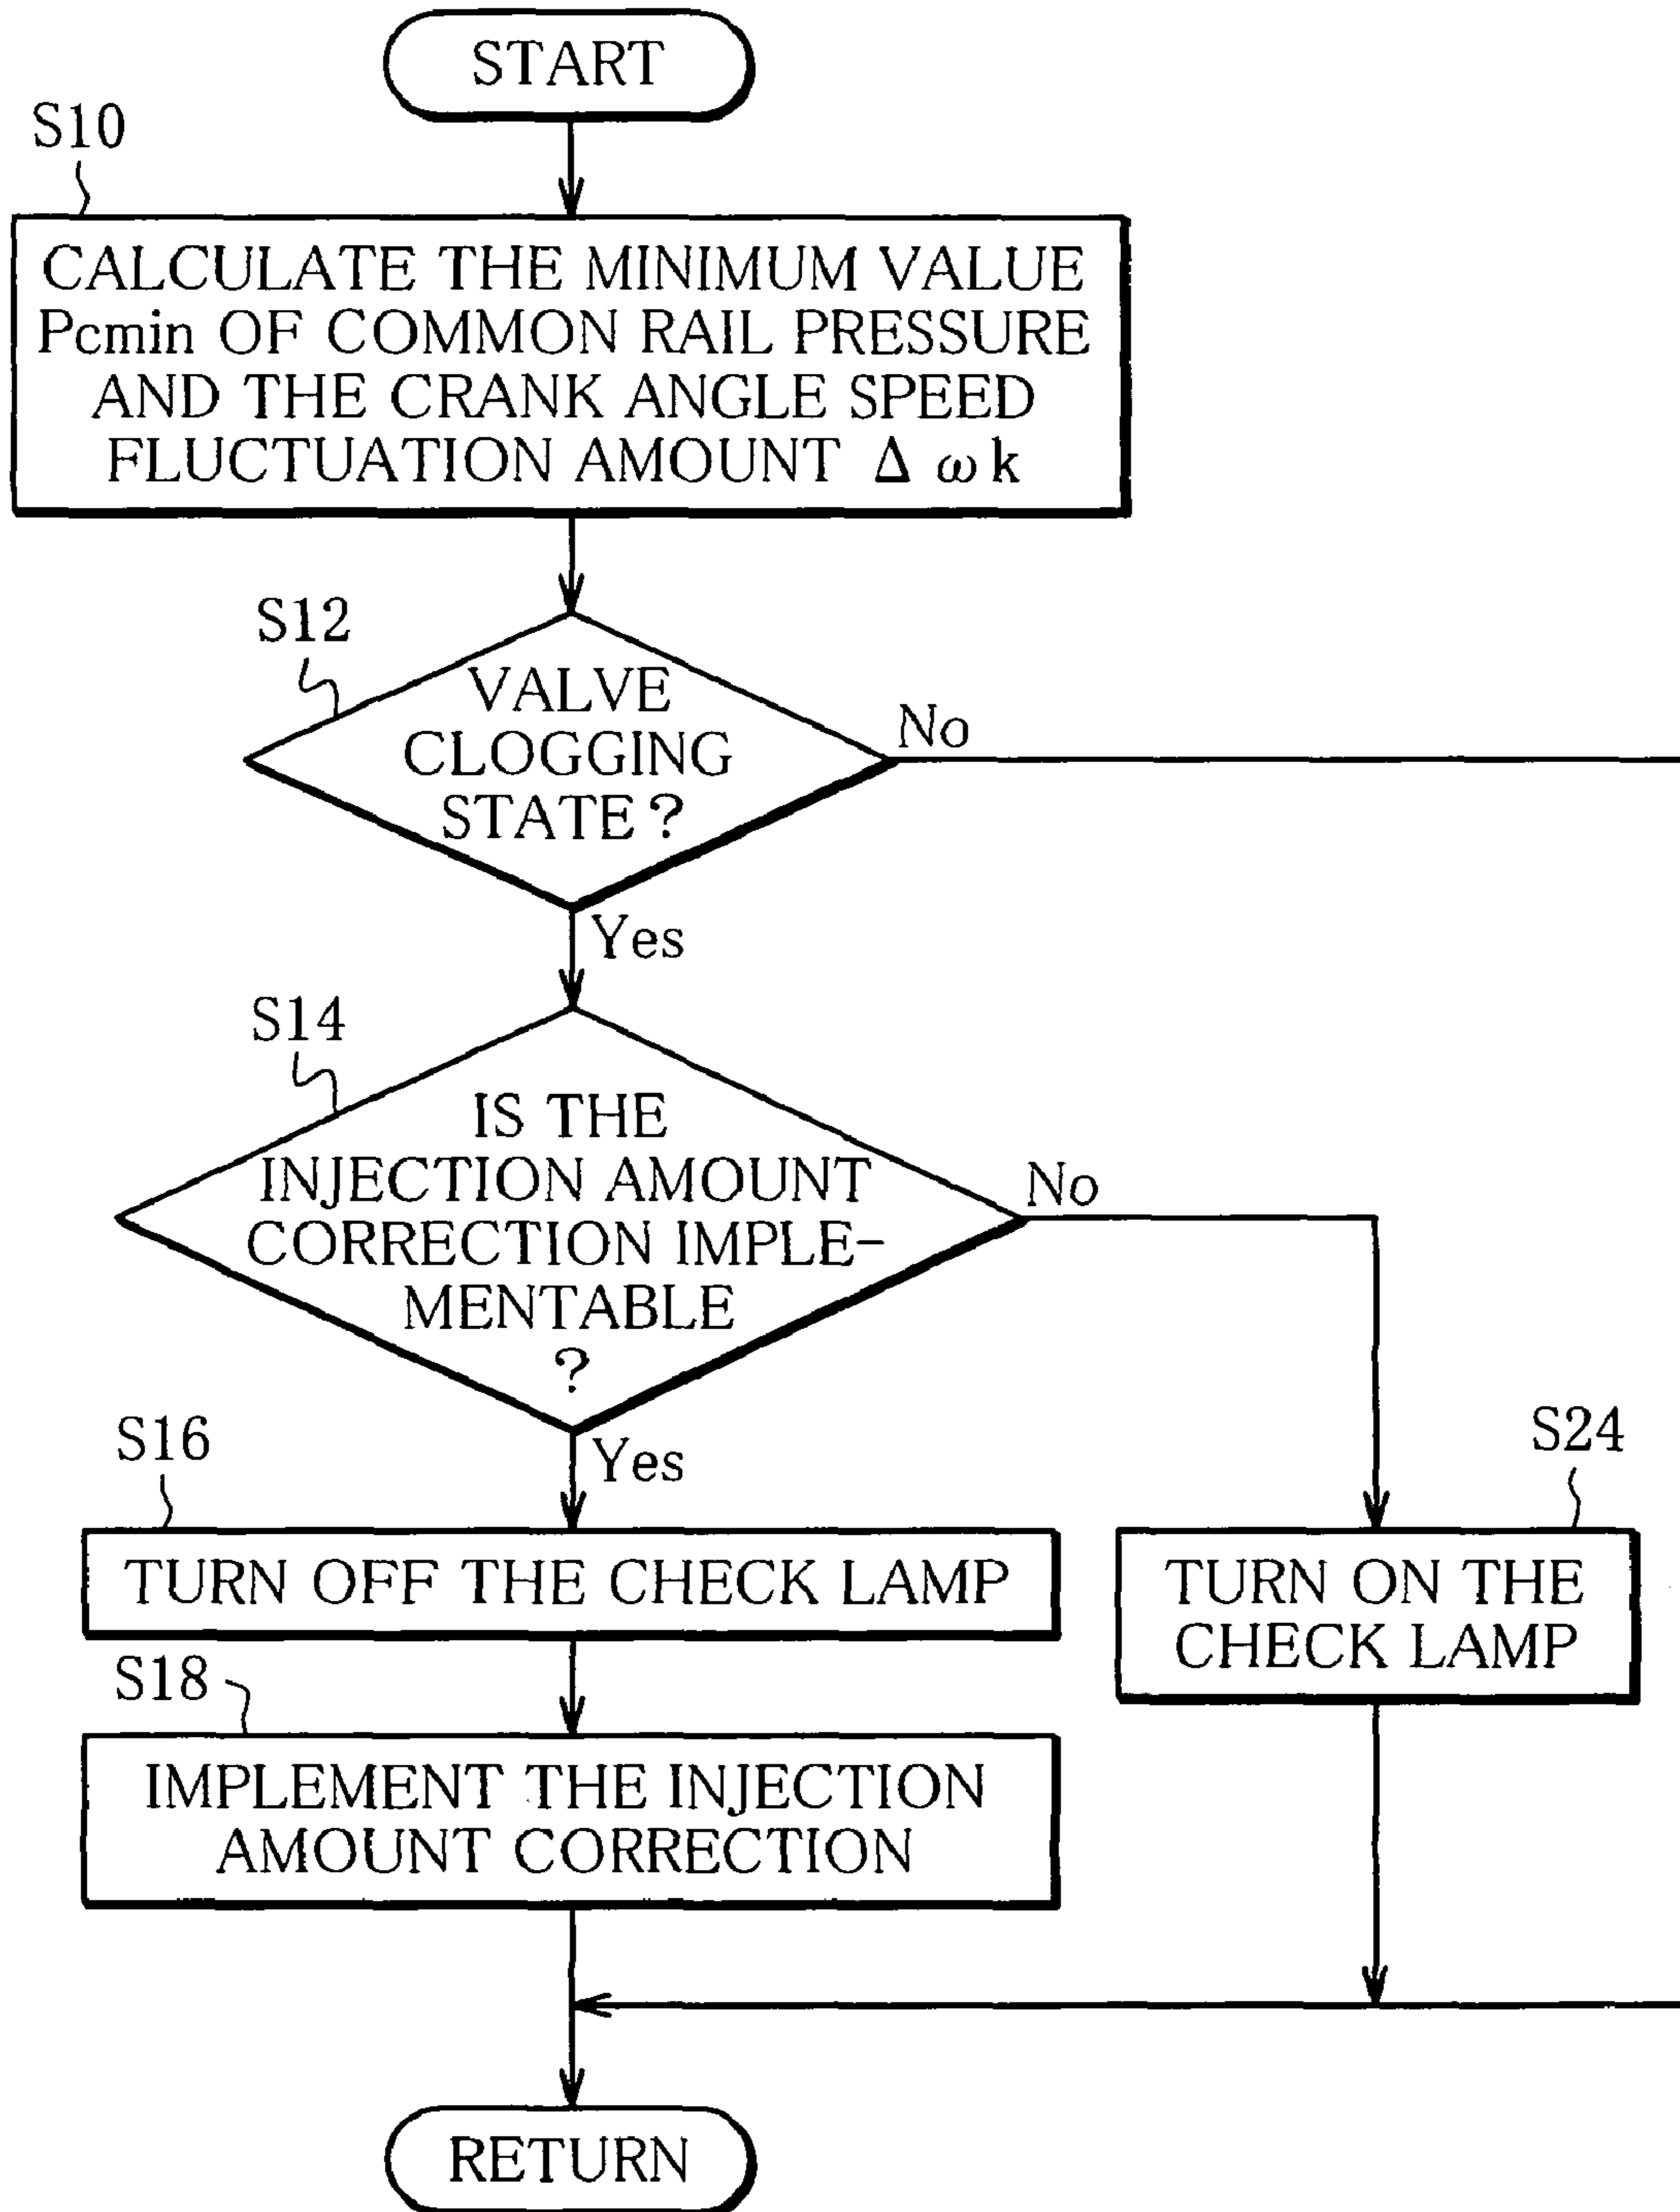 START
S10
CALCULATE THE MINIMUM VALUE
Pcmin OF COMMON RAIL PRESSURE
AND THE CRANK ANGLE SPEED
FLUCTUATION AMOUNT Δ ω k
S12
VALVE
CLOGGING
STATE ?
No
Yes
S14
IS THE
INJECTION AMOUNT
CORRECTION IMPLE-
MENTABLE
?
No
Yes
S16
TURN OFF THE CHECK LAMP
S24
TURN ON THE
CHECK LAMP
S18
IMPLEMENT THE INJECTION
AMOUNT CORRECTION
RETURN